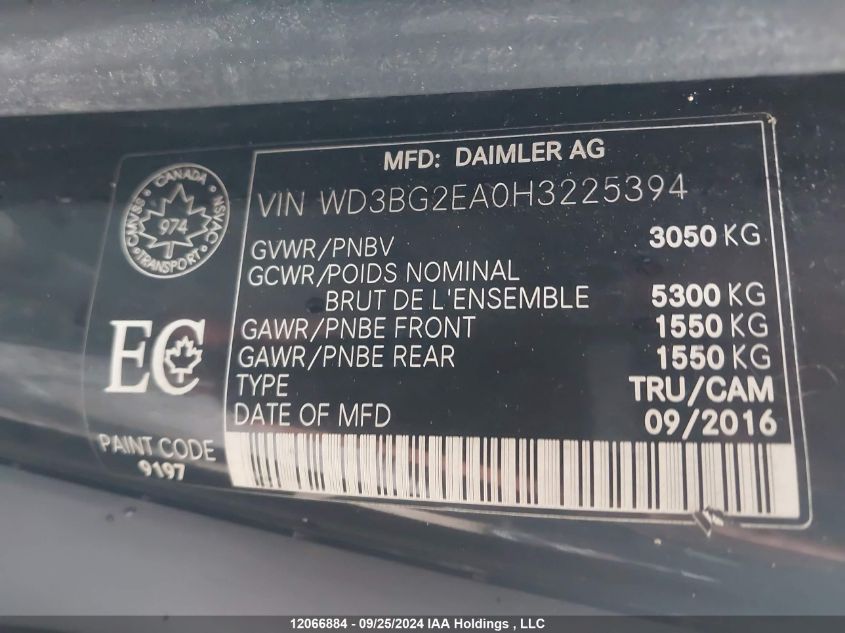 MFD: DAIMLER AG
VIN WD3BG2EA0H3225394
GVWR/PNBV 3050 KG
GCWR/POIDS NOMINAL
BRUT DE L'ENSEMBLE 5300 KG
GAWR/PNBE FRONT 1550 KG
GAWR/PNBE REAR 1550 KG
TYPE TRU/CAM
DATE OF MFD 09/2016
CANADA
CMVSS
974
NSVAC
TRANSPORT
EC
PAINT CODE
9197
12066884 - 09/25/2024 IAA Holdings , LLC